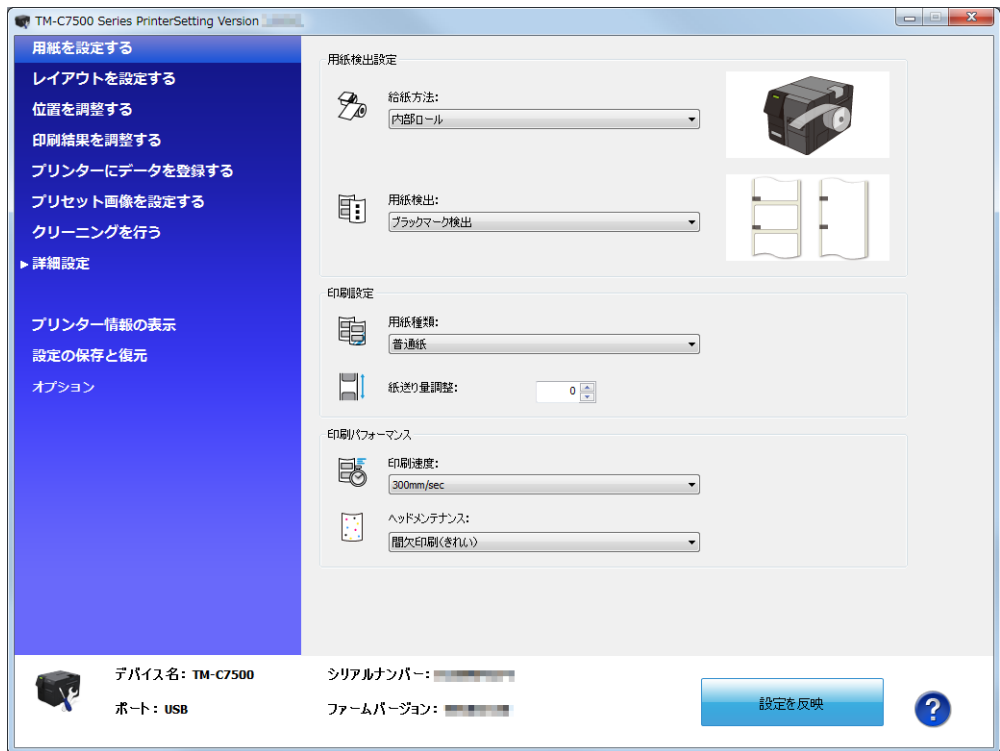 TM-C7500 Series PrinterSetting Version
用紙を設定する
レイアウトを設定する
位置を調整する
印刷結果を調整する
プリンターにデータを登録する
プリセット画像を設定する
クリーニングを行う
詳細設定
プリンター情報の表示
設定の保存と復元
オプション
用紙検出設定
給紙方法:
内部ロール
用紙検出:
ブラックマーク検出
印刷設定
用紙種類:
普通紙
紙送り量調整:
0
印刷パフォーマンス
印刷速度:
300mm/sec
ヘッドメンテナンス:
間欠印刷(きれい)
デバイス名: TM-C7500
ポート: USB
シリアルナンバー:
ファームバージョン:
設定を反映
?